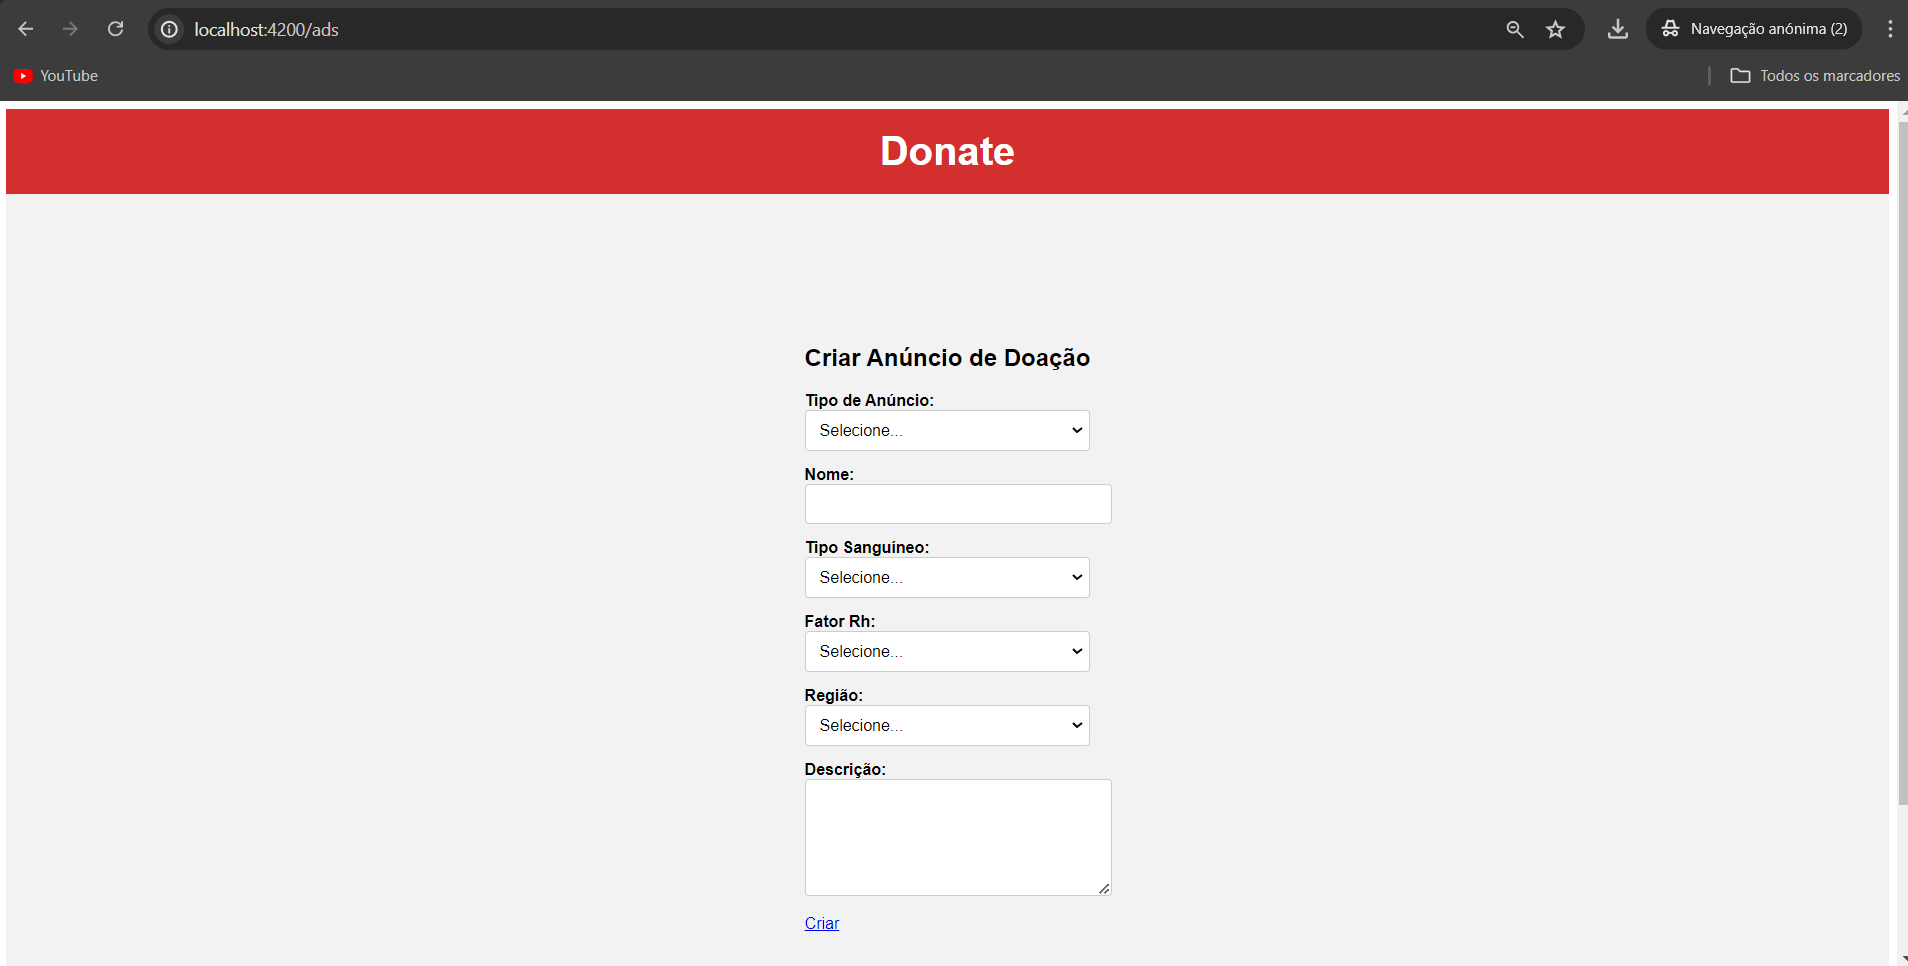 localhost:4200/ads
Navegação anónima (2)
YouTube
Todos os marcadores
Donate
Criar Anúncio de Doação
Tipo de Anúncio:
Selecione...
Nome:
Tipo Sanguíneo:
Selecione...
Fator Rh:
Selecione...
Região:
Selecione...
Descrição:
Criar